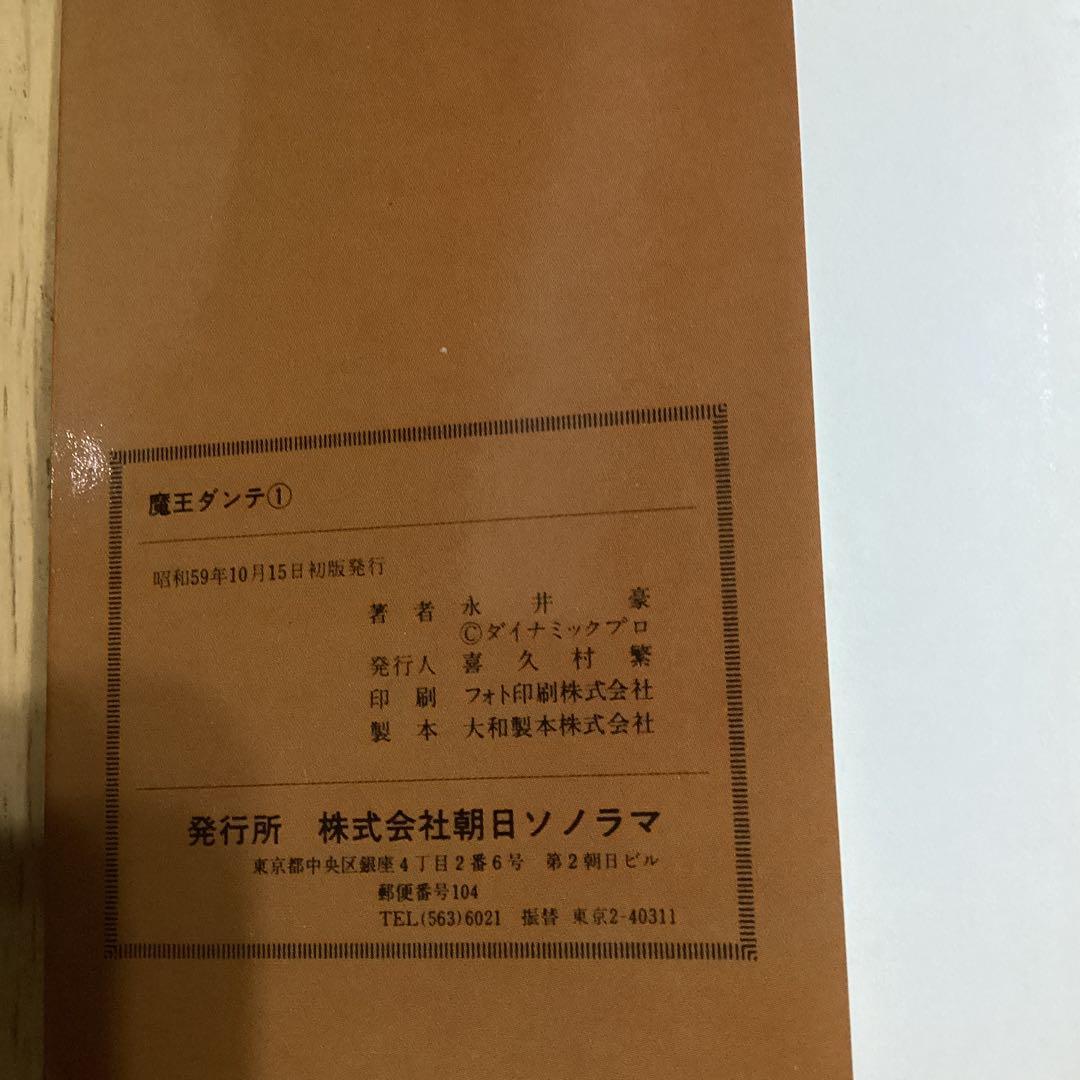 魔王ダンテ①
昭和59年10月15日初版発行
著者 永井豪
©ダイナミックプロ
発行人 喜久村繁
印刷 フォト印刷株式会社
製本 大和製本株式会社
発行所 株式会社朝日ソノラマ
東京都中央区銀座4丁目2番6号 第2朝日ビル
郵便番号104
TEL(563)6021 振替 東京2-40311